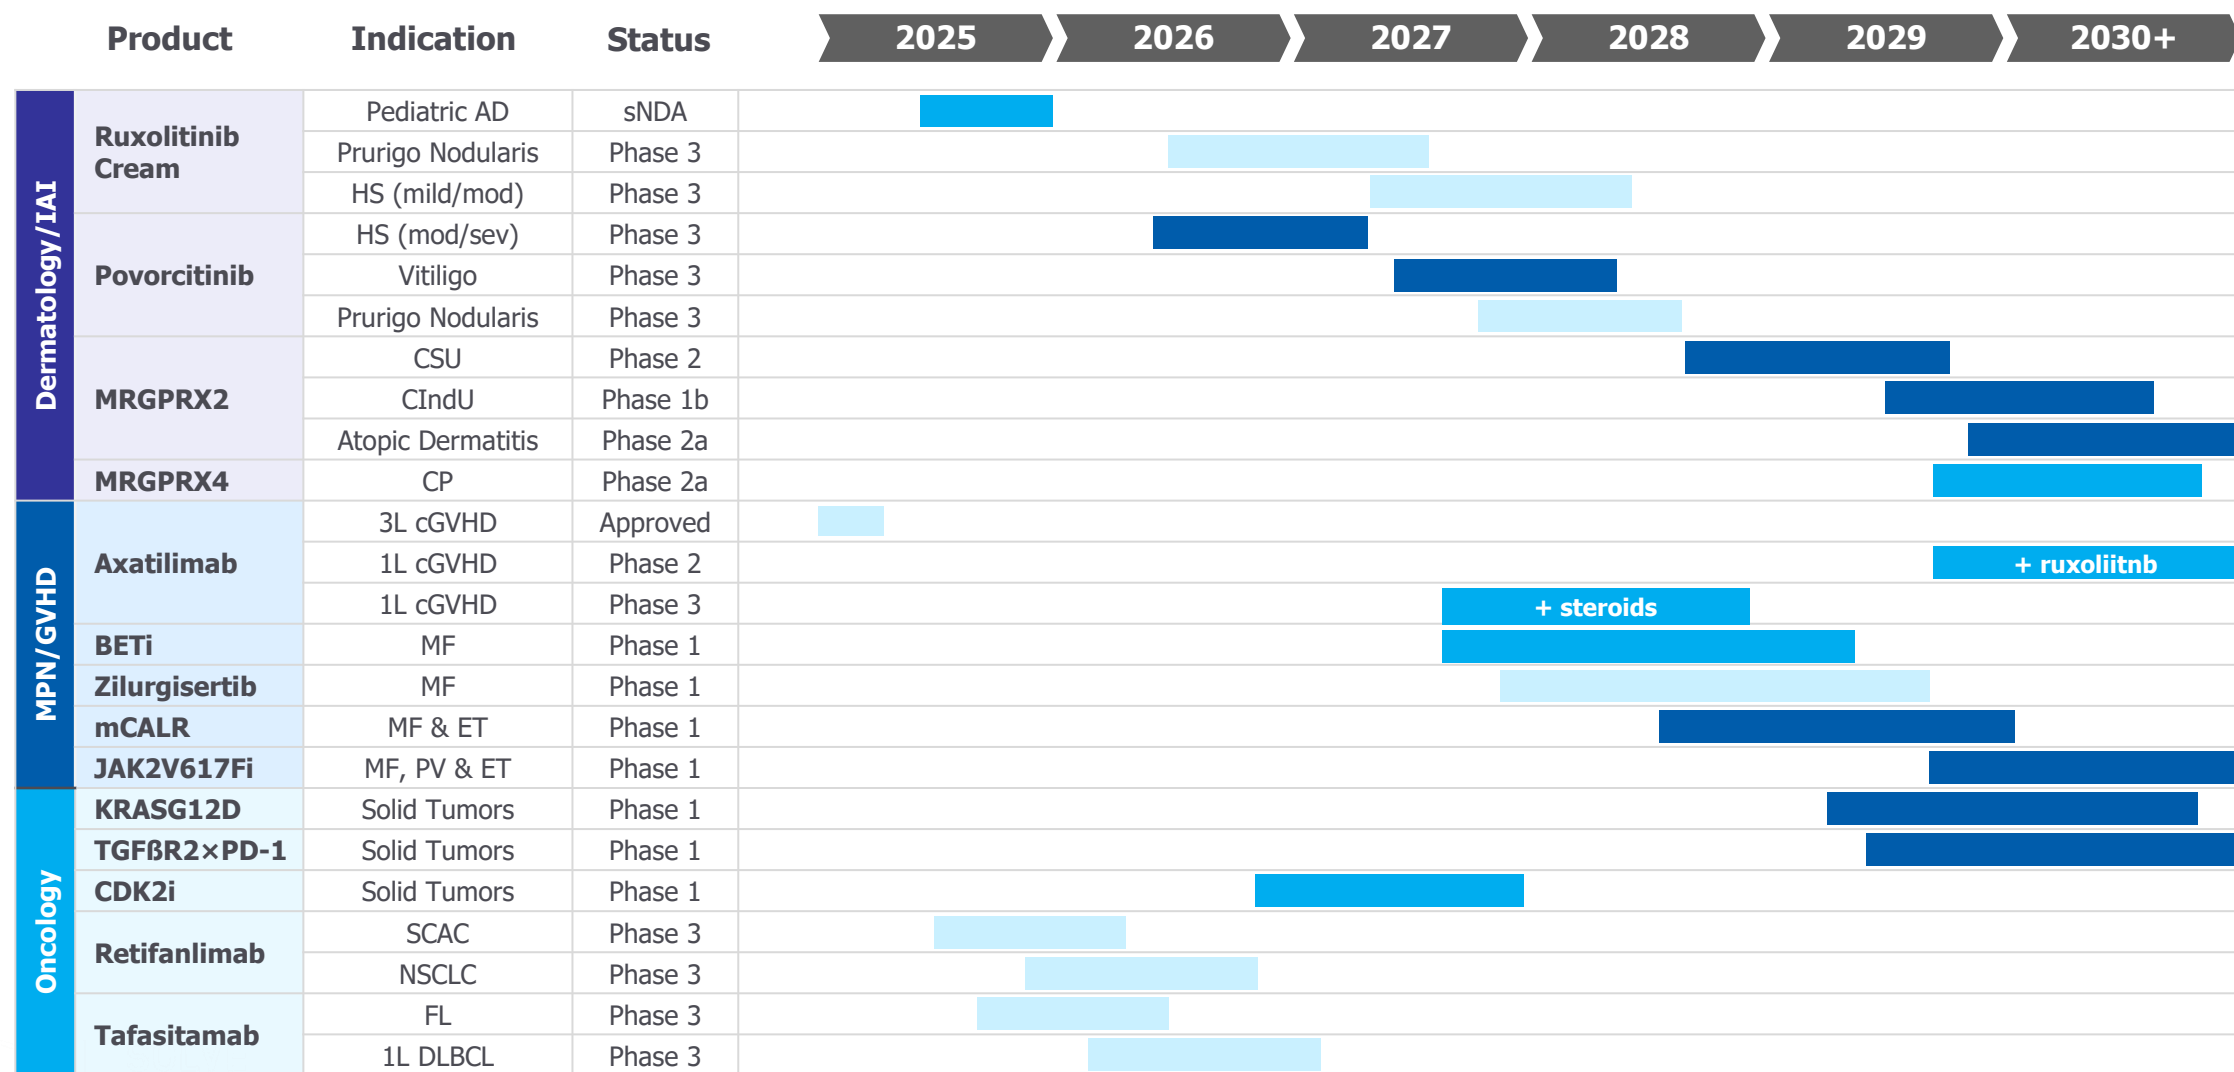 Product Indication Status 2025 2026 2027 2028 2029 2030+
Dermatology/IAI
Ruxolitinib
Cream
Pediatric AD sNDA
Prurigo Nodularis Phase 3
HS (mild/mod) Phase 3
Povorcitinib
HS (mod/sev) Phase 3
Vitiligo Phase 3
Prurigo Nodularis Phase 3
MRGPRX2
CSU Phase 2
CIndU Phase 1b
Atopic Dermatitis Phase 2a
MRGPRX4 CP Phase 2a
MPN/GVHD
Axatilimab
3L cGVHD Approved
1L cGVHD Phase 2 + ruxoliitnb
1L cGVHD Phase 3 + steroids
BETi MF Phase 1
Zilurgisertib MF Phase 1
mCALR MF & ET Phase 1
JAK2V617Fi MF, PV & ET Phase 1
Oncology
KRASG12D Solid Tumors Phase 1
TGFßR2×PD-1 Solid Tumors Phase 1
CDK2i Solid Tumors Phase 1
Retifanlimab
SCAC Phase 3
NSCLC Phase 3
Tafasitamab
FL Phase 3
1L DLBCL Phase 3